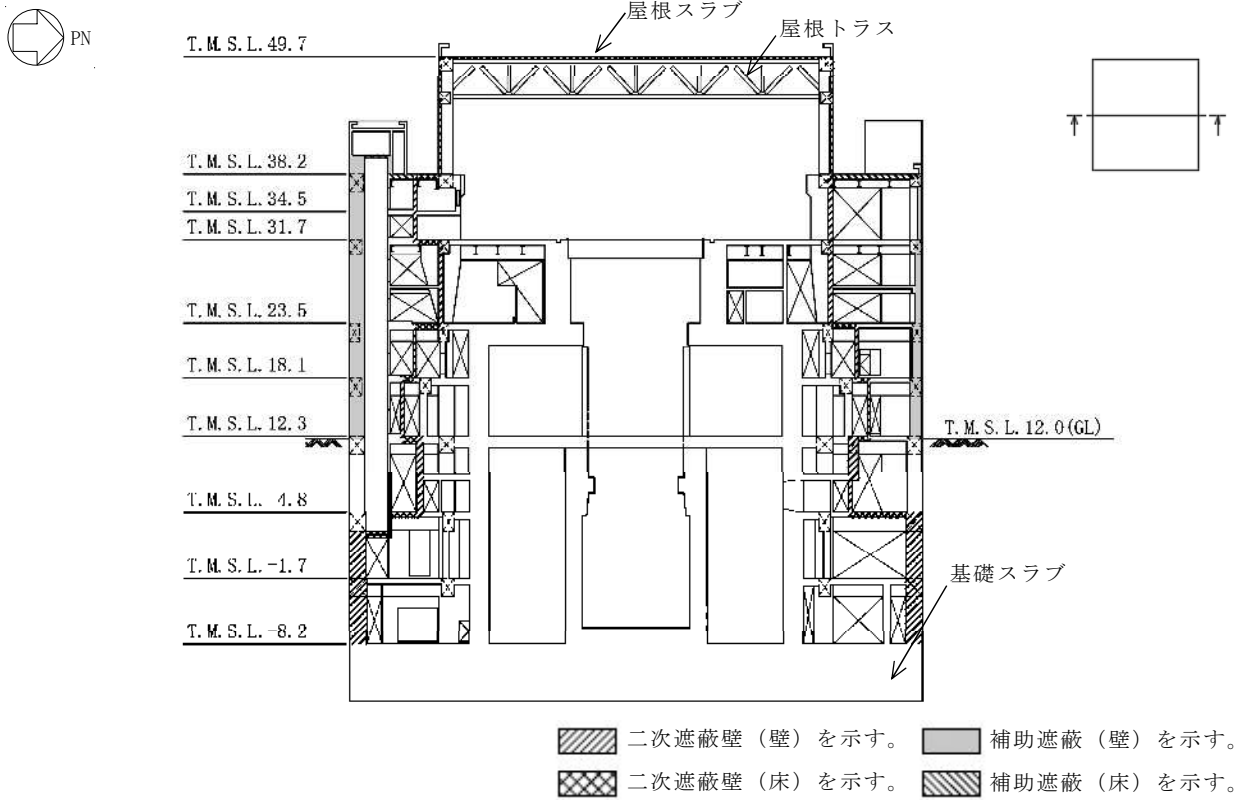 PN
屋根スラブ
屋根トラス
T.M.S.L.49.7
T.M.S.L.38.2
T.M.S.L.34.5
T.M.S.L.31.7
T.M.S.L.23.5
T.M.S.L.18.1
T.M.S.L.12.3
T.M.S.L.12.0(GL)
T.M.S.L. 4.8
T.M.S.L.-1.7
基礎スラブ
T.M.S.L.-8.2
二次遮蔽壁（壁）を示す。
補助遮蔽（壁）を示す。
二次遮蔽壁（床）を示す。
補助遮蔽（床）を示す。